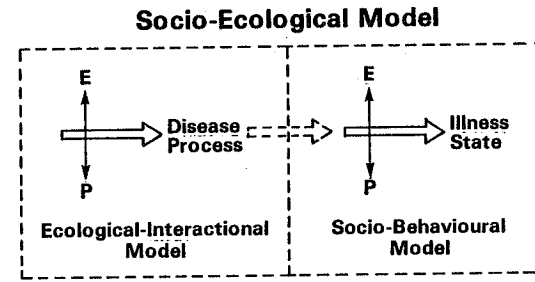 Socio-Ecological Model
E
Disease
Process
P
Ecological-Interactional
Model
E
Illness
State
P
Socio-Behavioural
Model